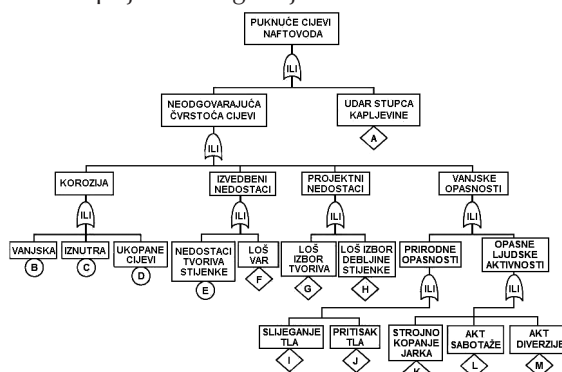 PUKNUĆE CIJEVI
NAFTOVODA
ILI
NEODGOVARAJUĆA
ČVRSTOĆA CIJEVI
UDAR STUPCA
KAPLJEVINE
A
ILI
KOROZIJA
IZVEDBENI
NEDOSTACI
PROJEKTNI
NEDOSTACI
VANJSKE
OPASNOSTI
ILI
ILI
ILI
ILI
VANJSKA
B
IZNUTRA
C
UKOPANE
CIJEVI
D
NEDOSTACI
TVORIVA
STIJENKE
E
LOŠ
VAR
F
LOŠ
IZBOR
TVORIVA
G
LOŠ IZBOR
DEBLJINE
STIJENKE
H
PRIRODNE
OPASNOSTI
OPASNE
LJUDSKE
AKTIVNOSTI
ILI
ILI
SLIJEGANJE
TLA
I
PRITISAK
TLA
J
STROJNO
KOPANJE
JARKA
K
AKT
SABOTAŽE
L
AKT
DIVERZIJE
M